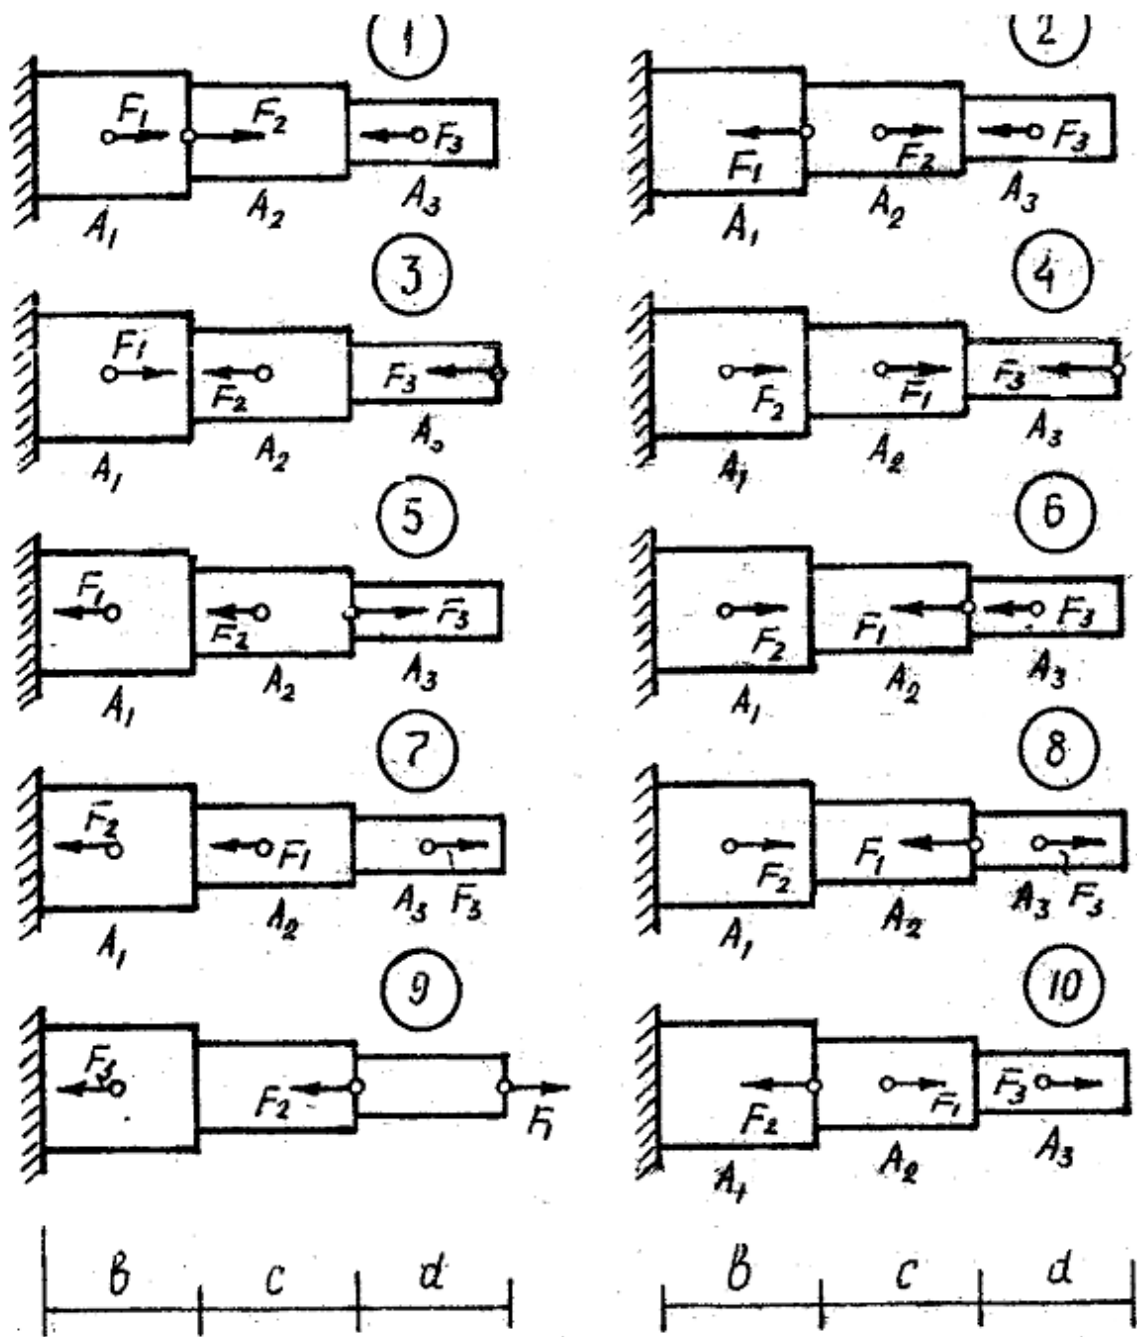 1 2
F₁ F₂ F₃ F₁ F₂ F₃
A₁ A₂ A₃ A₁ A₂ A₃
3 4
F₁ F₂ F₃ F₂ F₁ F₃
A₁ A₂ A₁ A₂ A₃
5 6
F₁ F₂ F₃ F₂ F₁ F₃
A₁ A₂ A₃ A₁ A₂ A₃
7 8
F₂ F₁ F₃ F₂ F₁ F₃
A₁ A₂ A₃ A₁ A₂ A₃
9 10
F₃ F₂ F₁ F₂ F₁ F₃
A₁ A₂ A₃
в c d в c d